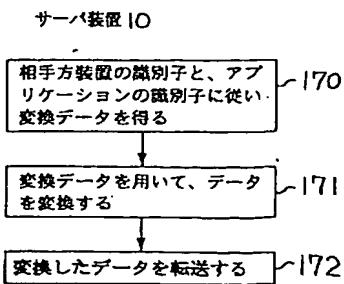 サーバ装置10
相手方装置の識別子と、アプ
リケーションの識別子に従い
変換データを得る
170
変換データを用いて、データ
を変換する
171
変換したデータを転送する
172